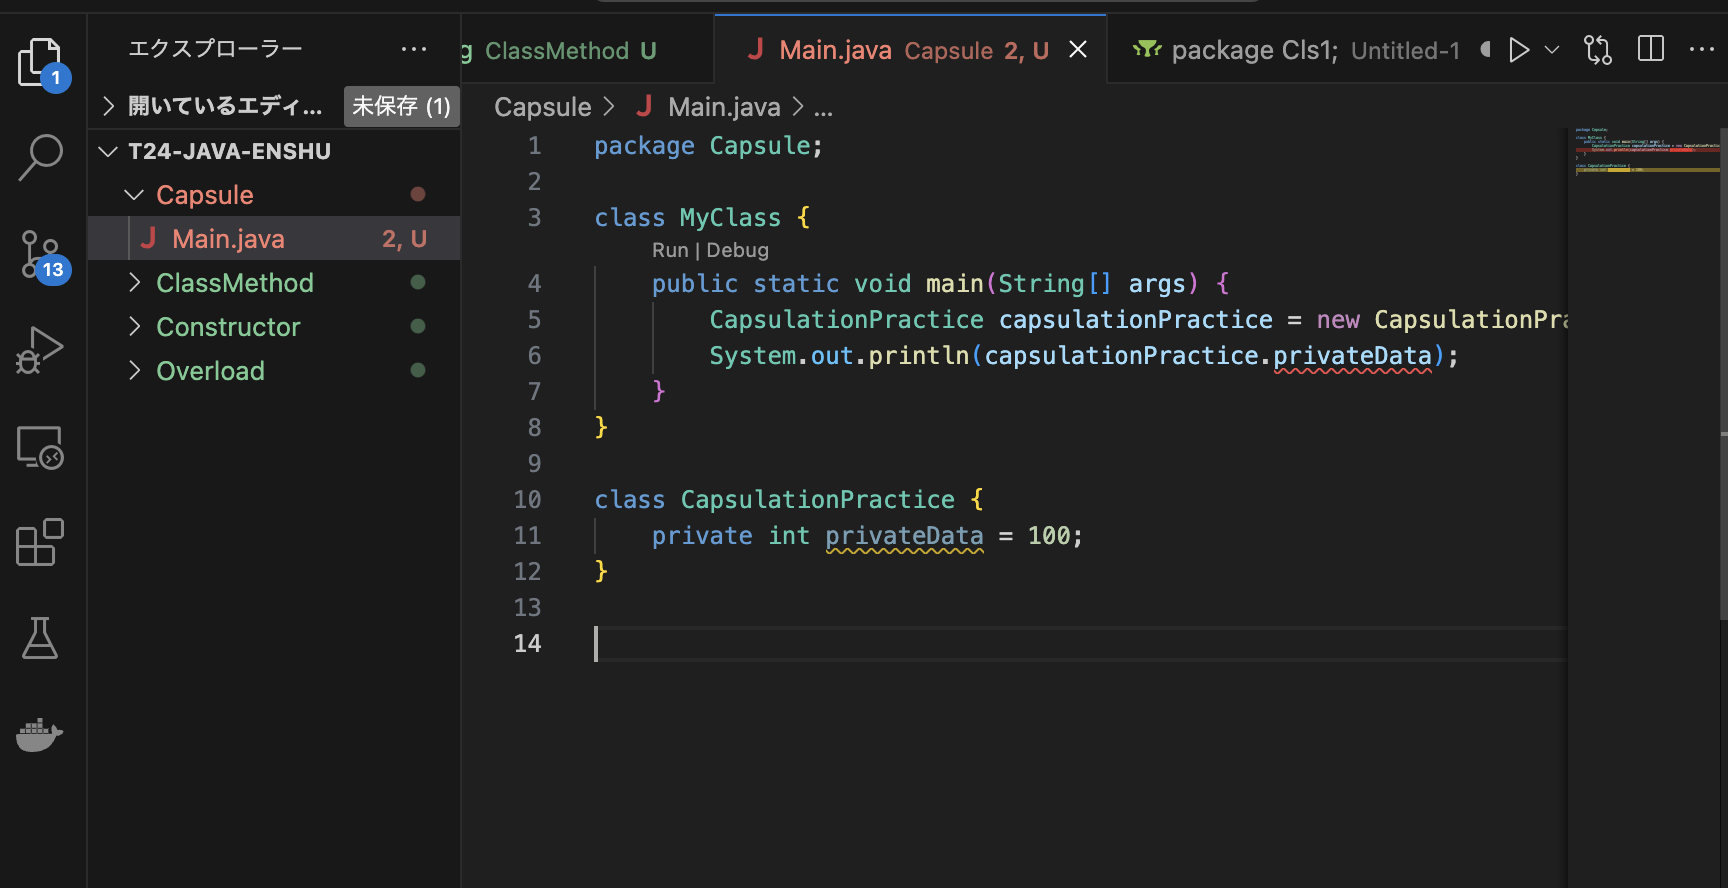 エクスプローラー
開いているエディ... 未保存 (1)
T24-JAVA-ENSHU
Capsule
J Main.java 2, U
ClassMethod
Constructor
Overload
1
13
g ClassMethod U
J Main.java Capsule 2, U
package Cls1; Untitled-1
Capsule > J Main.java > ...
1 package Capsule;
2
3 class MyClass {
Run | Debug
4 public static void main(String[] args) {
5 CapsulationPractice capsulationPractice = new CapsulationPra
6 System.out.println(capsulationPractice.privateData);
7 }
8 }
9
10 class CapsulationPractice {
11 private int privateData = 100;
12 }
13
14